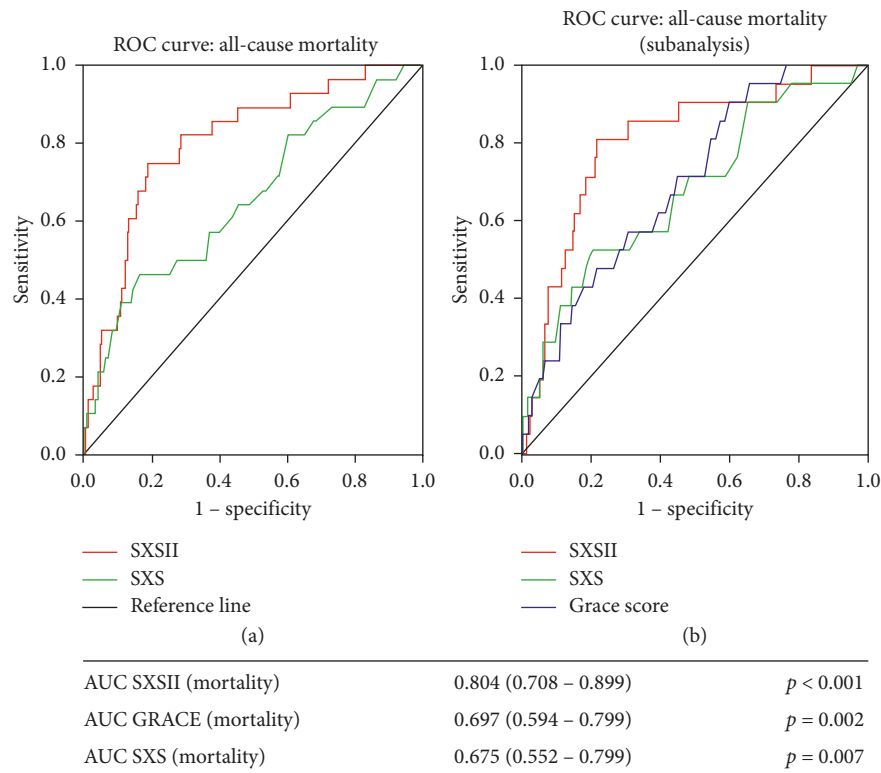 ROC curve: all-cause mortality
1.0
0.8
0.6
0.4
0.2
0.0
Sensitivity
0.0 0.2 0.4 0.6 0.8 1.0
1 – specificity
SXSII
SXS
Reference line
(a)
ROC curve: all-cause mortality
(subanalysis)
1.0
0.8
0.6
0.4
0.2
0.0
Sensitivity
0.0 0.2 0.4 0.6 0.8 1.0
1 – specificity
SXSII
SXS
Grace score
(b)
AUC SXSII (mortality) 0.804 (0.708 – 0.899) p < 0.001
AUC GRACE (mortality) 0.697 (0.594 – 0.799) p = 0.002
AUC SXS (mortality) 0.675 (0.552 – 0.799) p = 0.007